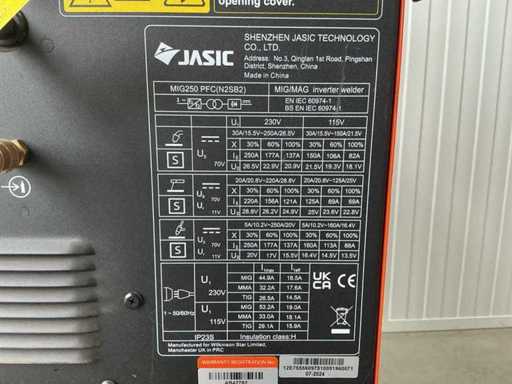 opening cover.
JASIC
SHENZHEN JASIC TECHNOLOGY
CO., LTD.
Address: No.3, Qinglan 1st Road, Pingshan
District, Shenzhen, China
Made in China
MIG250 PFC(N2SB2) MIG/MAG inverter welder
EN IEC 60974-1
BS EN IEC 60974-1
U₁ 230V 115V
30A/15.5V~250A/26.5V 30A/15.5V~150A/21.5V
X 30% 60% 100% 30% 60% 100%
S U₀ 70V I₂ 250A 177A 137A 150A 106A 82A
U₂ 26.5V 22.9V 20.9V 21.5V 19.3V 18.1V
20A/20.8V~220A/28.8V 20A/20.8V~125A/25V
X 30% 60% 100% 30% 60% 100%
S U₀ 70V I₂ 220A 156A 121A 125A 89A 69A
Uᵣ 11V U₂ 28.8V 26.2V 24.9V 25V 23.6V 22.8V
5A/10.2V~250A/20V 5A/10.2V~160A/16.4V
X 30% 60% 100% 30% 60% 100%
S U₀ 70V I₂ 250A 177A 137A 160A 113A 88A
Uᵣ 11V U₂ 20V 17V 15.5V 16.4V 14.5V 13.5V
I₁max I₁eff
MIG 44.9A 18.5A
U₁ 230V MMA 32.2A 17.6A
TIG 26.5A 14.5A
1~50/60Hz MIG 53.2A 19.0A
U₁ 115V MMA 33.0A 18.1A
TIG 29.1A 15.9A
UK
CA
CE
IP23S Insulation class:H
Manufactured for Wilkinson Star Limited,
Manchester UK in PRC
WARRANTY REGISTRATION No.
07-2024